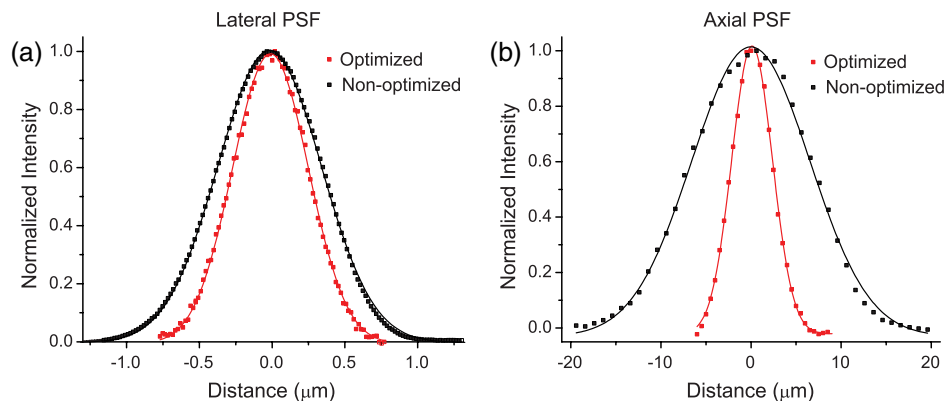 Lateral PSF
(a)
Optimized
Non-optimized
Normalized Intensity
1.0
0.8
0.6
0.4
0.2
0.0
-1.0
-0.5
0.0
0.5
1.0
Distance (μm)
Axial PSF
(b)
Optimized
Non-optimized
Normalized Intensity
1.0
0.8
0.6
0.4
0.2
0.0
-20
-10
0
10
20
Distance (μm)